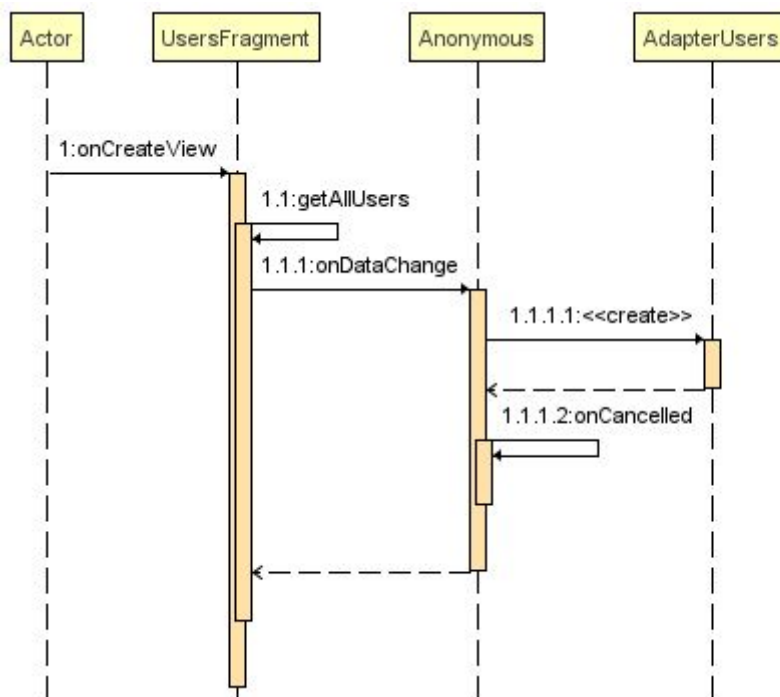 Actor
UsersFragment
Anonymous
AdapterUsers
1:onCreateView
1.1:getAllUsers
1.1.1:onDataChange
1.1.1.1:<<create>>
1.1.1.2:onCancelled